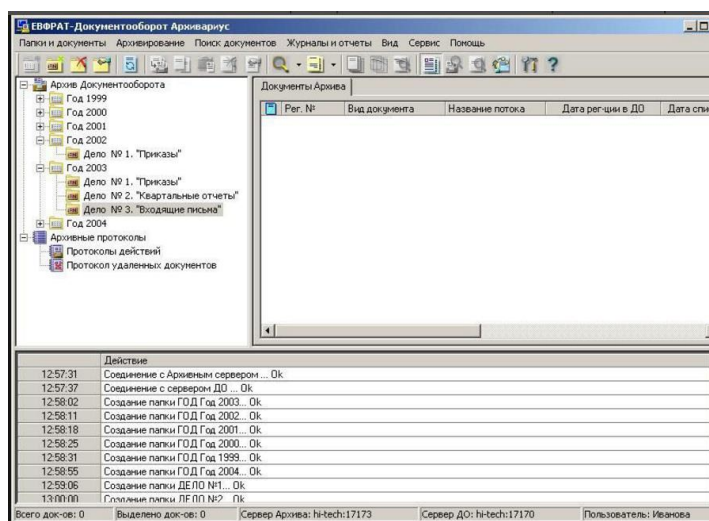 ЕВФРАТ-Документооборот Архивариус
Папки и документы Архивирование Поиск документов Журналы и отчеты Вид Сервис Помощь
Архив Документооборота
Год 1999
Год 2000
Год 2001
Год 2002
Дело № 1. "Приказы"
Год 2003
Дело № 1. "Приказы"
Дело № 2. "Квартальные отчеты"
Дело № 3. "Входящие письма"
Год 2004
Архивные протоколы
Протоколы действий
Протокол удаленных документов
Документы Архива
Рег. № Вид документа Название потока Дата рег-ции в ДО Дата спи
Действие
12:57:31 Соединение с Архивным сервером ... Ok
12:57:37 Соединение с сервером ДО ... Ok
12:58:02 Создание папки ГОД Год 2003... Ok
12:58:11 Создание папки ГОД Год 2002... Ok
12:58:18 Создание папки ГОД Год 2001... Ok
12:58:25 Создание папки ГОД Год 2000... Ok
12:58:31 Создание папки ГОД Год 1999... Ok
12:58:55 Создание папки ГОД Год 2004... Ok
12:59:06 Создание папки ДЕЛО №1... Ok
13:00:00 Создание папки ДЕЛО №2... Ok
Всего док-ов: 0 Выделено док-ов: 0 Сервер Архива: hi-tech:17173 Сервер ДО: hi-tech:17170 Пользователь: Иванова